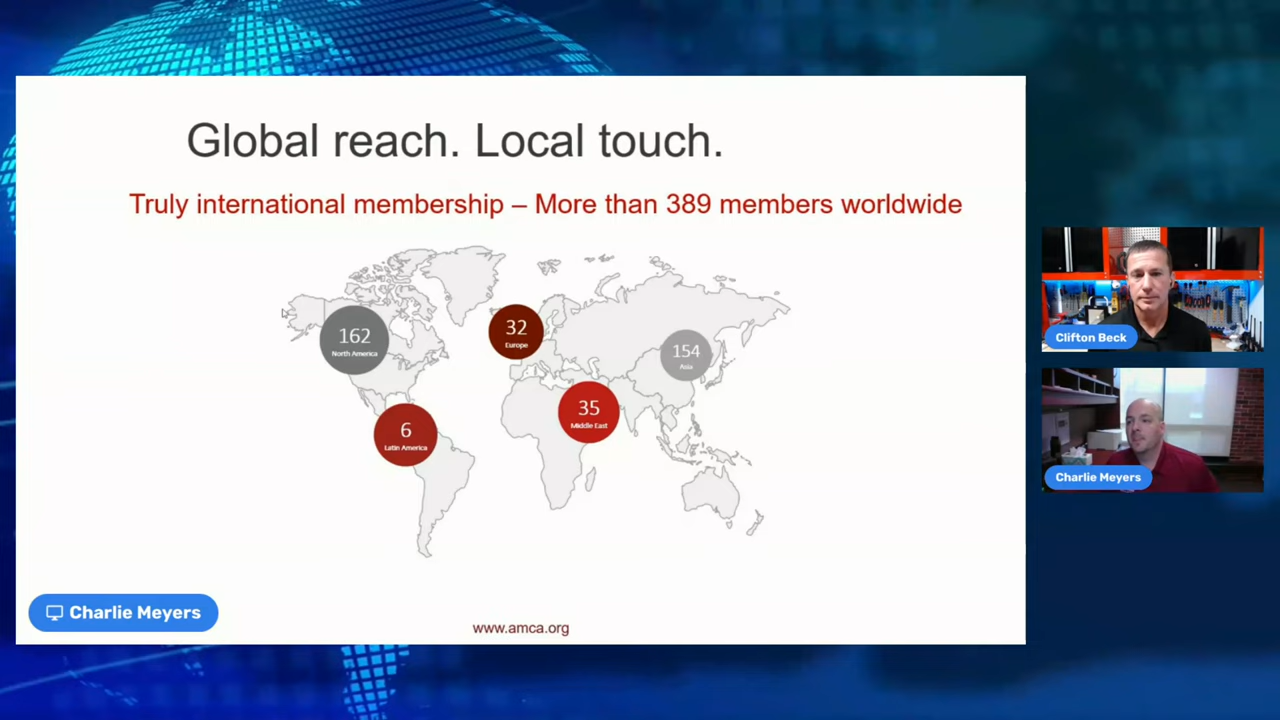 Global reach. Local touch.
Truly international membership – More than 389 members worldwide
162
North America
32
Europe
154
Asia
35
Middle East
6
Latin America
Clifton Beck
Charlie Meyers
Charlie Meyers
www.amca.org